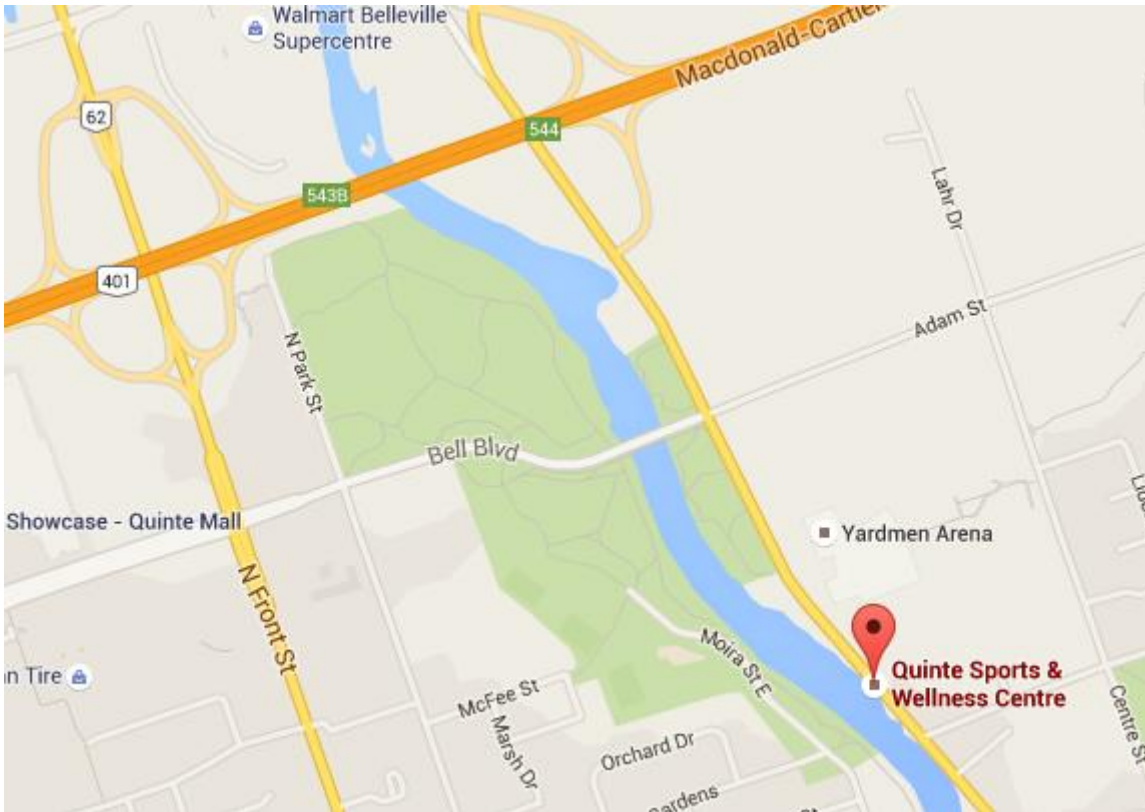 Walmart Belleville
Supercentre
Macdonald-Cartier
62
544
543B
401
Lahr Dr
Adam St
N Park St
Bell Blvd
Showcase - Quinte Mall
Yardmen Arena
N Front St
Moira St E
Quinte Sports &
Wellness Centre
n Tire
McFee St
Marsh Dr
Orchard Dr
Centre St
ardens
St